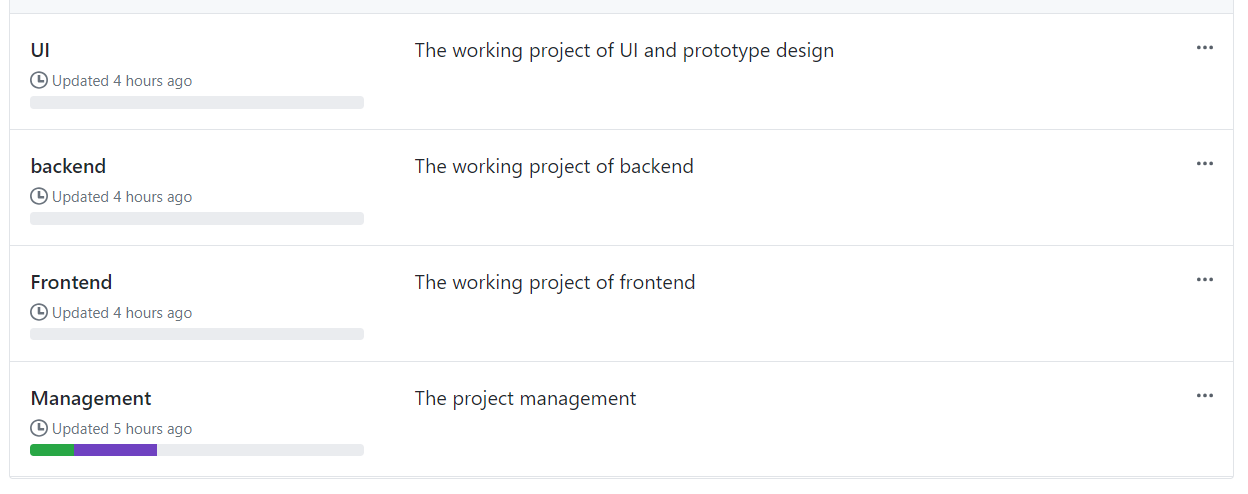 UI
The working project of UI and prototype design
Updated 4 hours ago
backend
The working project of backend
Updated 4 hours ago
Frontend
The working project of frontend
Updated 4 hours ago
Management
The project management
Updated 5 hours ago